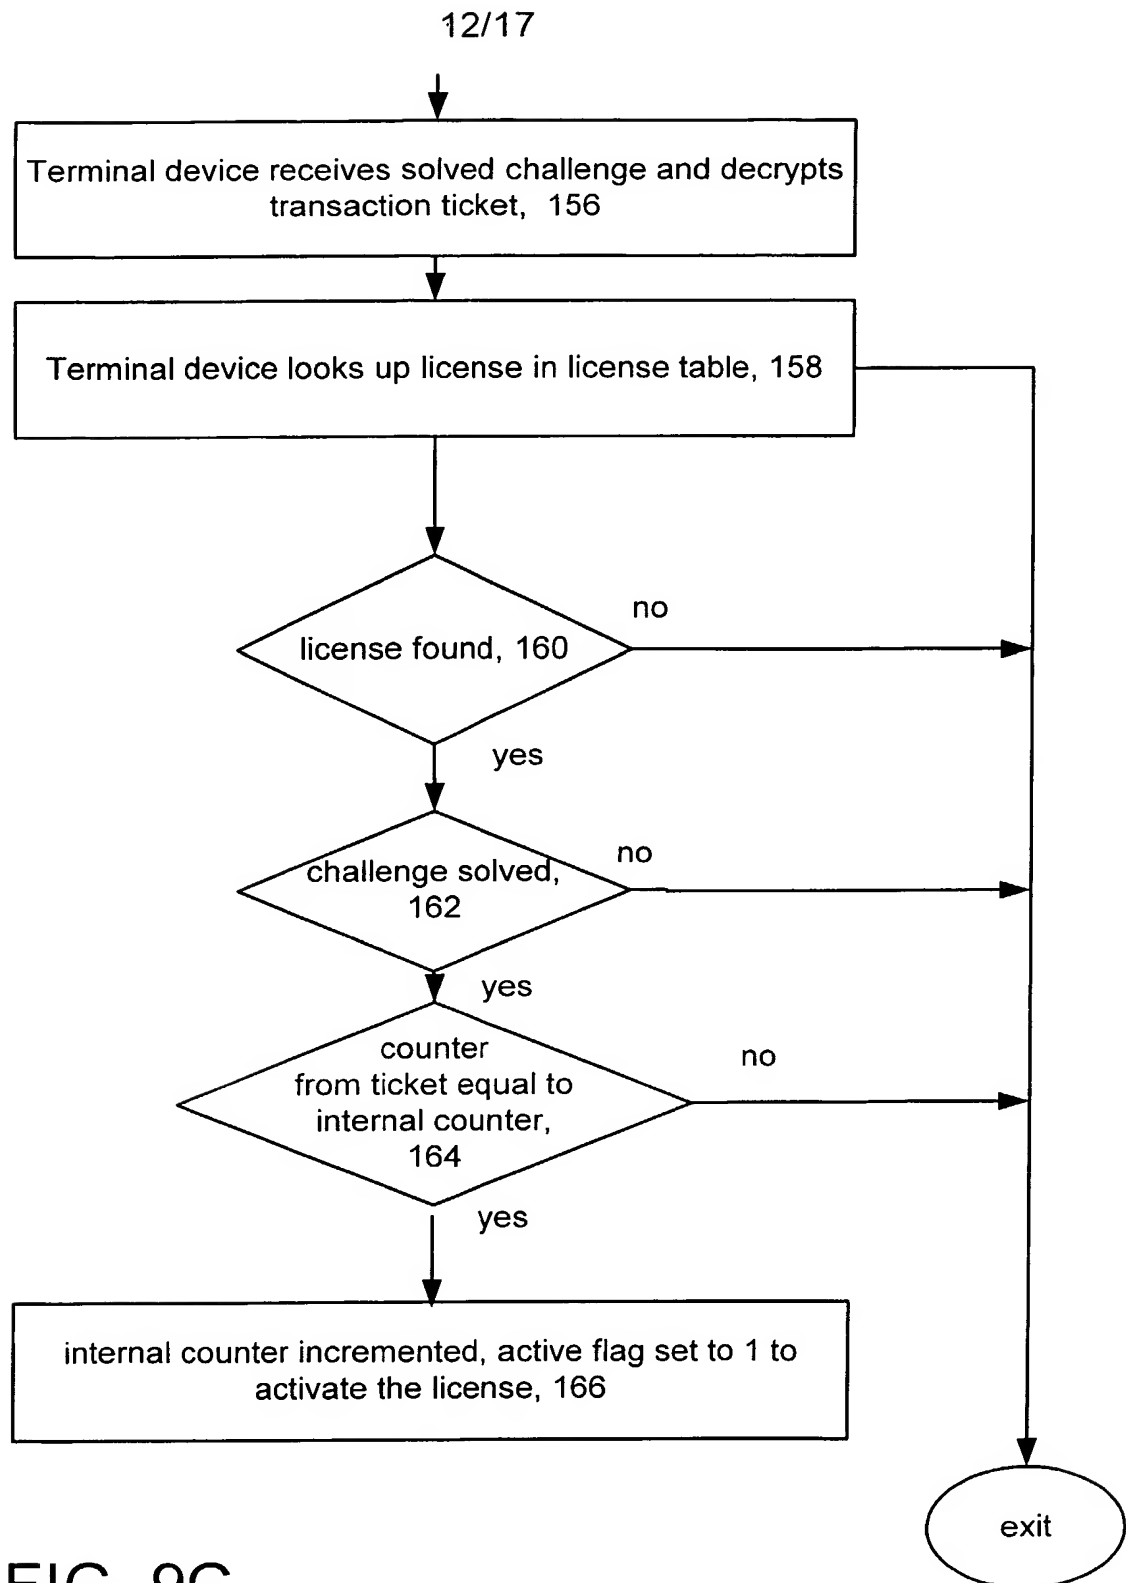 12/17
Terminal device receives solved challenge and decrypts
transaction ticket, 156
Terminal device looks up license in license table, 158
no
license found, 160
yes
no
challenge solved,
162
yes
counter
from ticket equal to
internal counter,
164
no
yes
internal counter incremented, active flag set to 1 to
activate the license, 166
exit
FIG. 9C